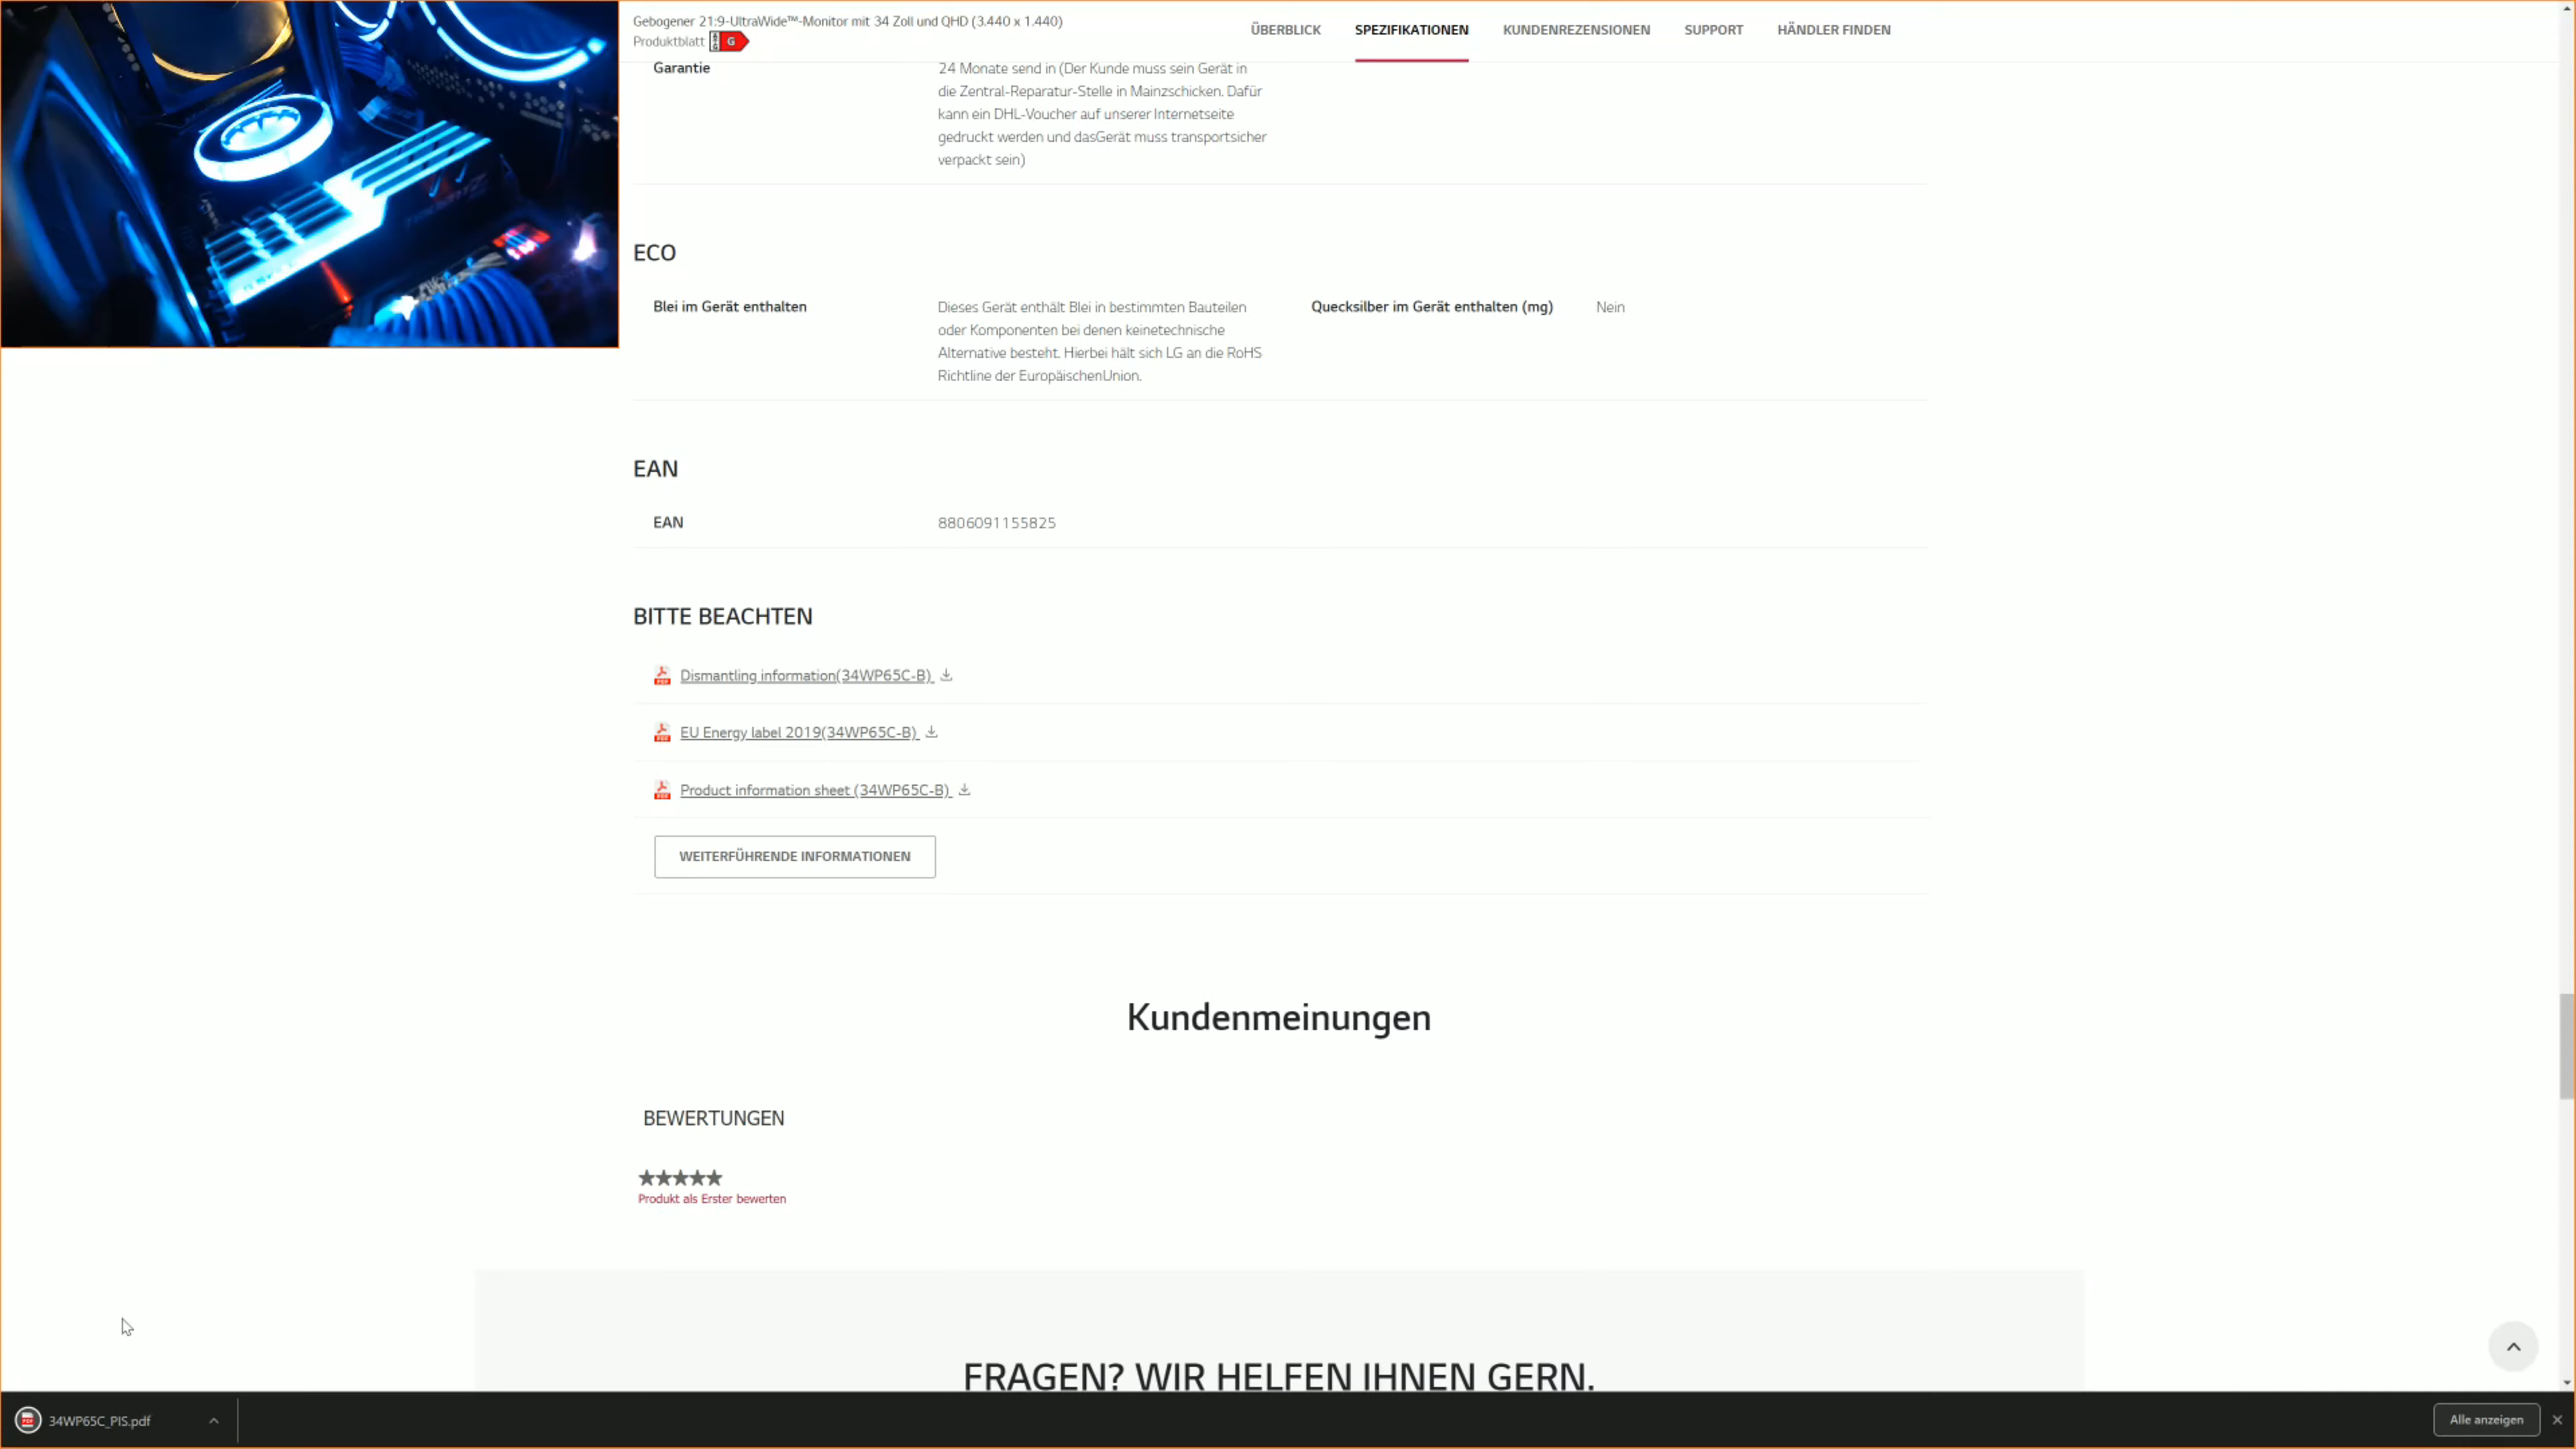 Gebogener 21:9-UltraWide™-Monitor mit 34 Zoll und QHD (3.440 x 1.440)
Produktblatt G
ÜBERBLICK
SPEZIFIKATIONEN
KUNDENREZENSIONEN
SUPPORT
HÄNDLER FINDEN
Garantie
24 Monate send in (Der Kunde muss sein Gerät in
die Zentral-Reparatur-Stelle in Mainzschicken. Dafür
kann ein DHL-Voucher auf unserer Internetseite
gedruckt werden und dasGerät muss transportsicher
verpackt sein)
ECO
Blei im Gerät enthalten
Dieses Gerät enthält Blei in bestimmten Bauteilen
oder Komponenten bei denen keinetechnische
Alternative besteht. Hierbei hält sich LG an die RoHS
Richtline der EuropäischenUnion.
Quecksilber im Gerät enthalten (mg)
Nein
EAN
EAN
8806091155825
BITTE BEACHTEN
Dismantling information(34WP65C-B)
EU Energy label 2019(34WP65C-B)
Product information sheet (34WP65C-B)
WEITERFÜHRENDE INFORMATIONEN
Kundenmeinungen
BEWERTUNGEN
★★★★★
Produkt als Erster bewerten
FRAGEN? WIR HELFEN IHNEN GERN.
34WP65C_PIS.pdf
Alle anzeigen